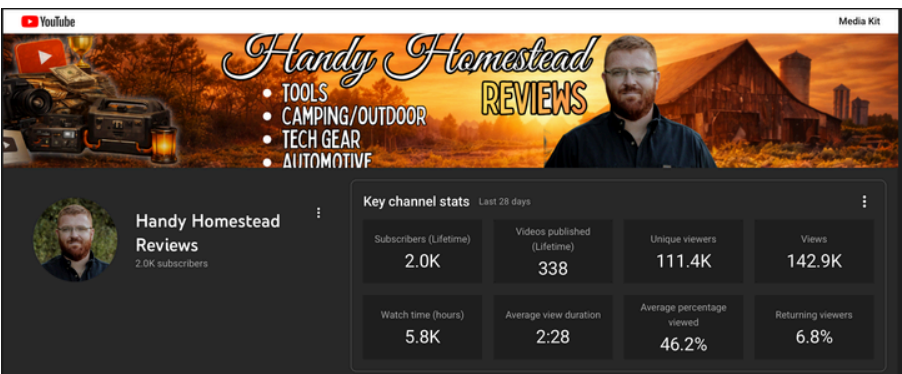 YouTube
Media Kit
Handy Homestead
REVIEWS
• TOOLS
• CAMPING/OUTDOOR
• TECH GEAR
• AUTOMOTIVE
Handy Homestead
Reviews
2.0K subscribers
Key channel stats Last 28 days
Subscribers (Lifetime)
2.0K
Videos published
(Lifetime)
338
Unique viewers
111.4K
Views
142.9K
Watch time (hours)
5.8K
Average view duration
2:28
Average percentage
viewed
46.2%
Returning viewers
6.8%